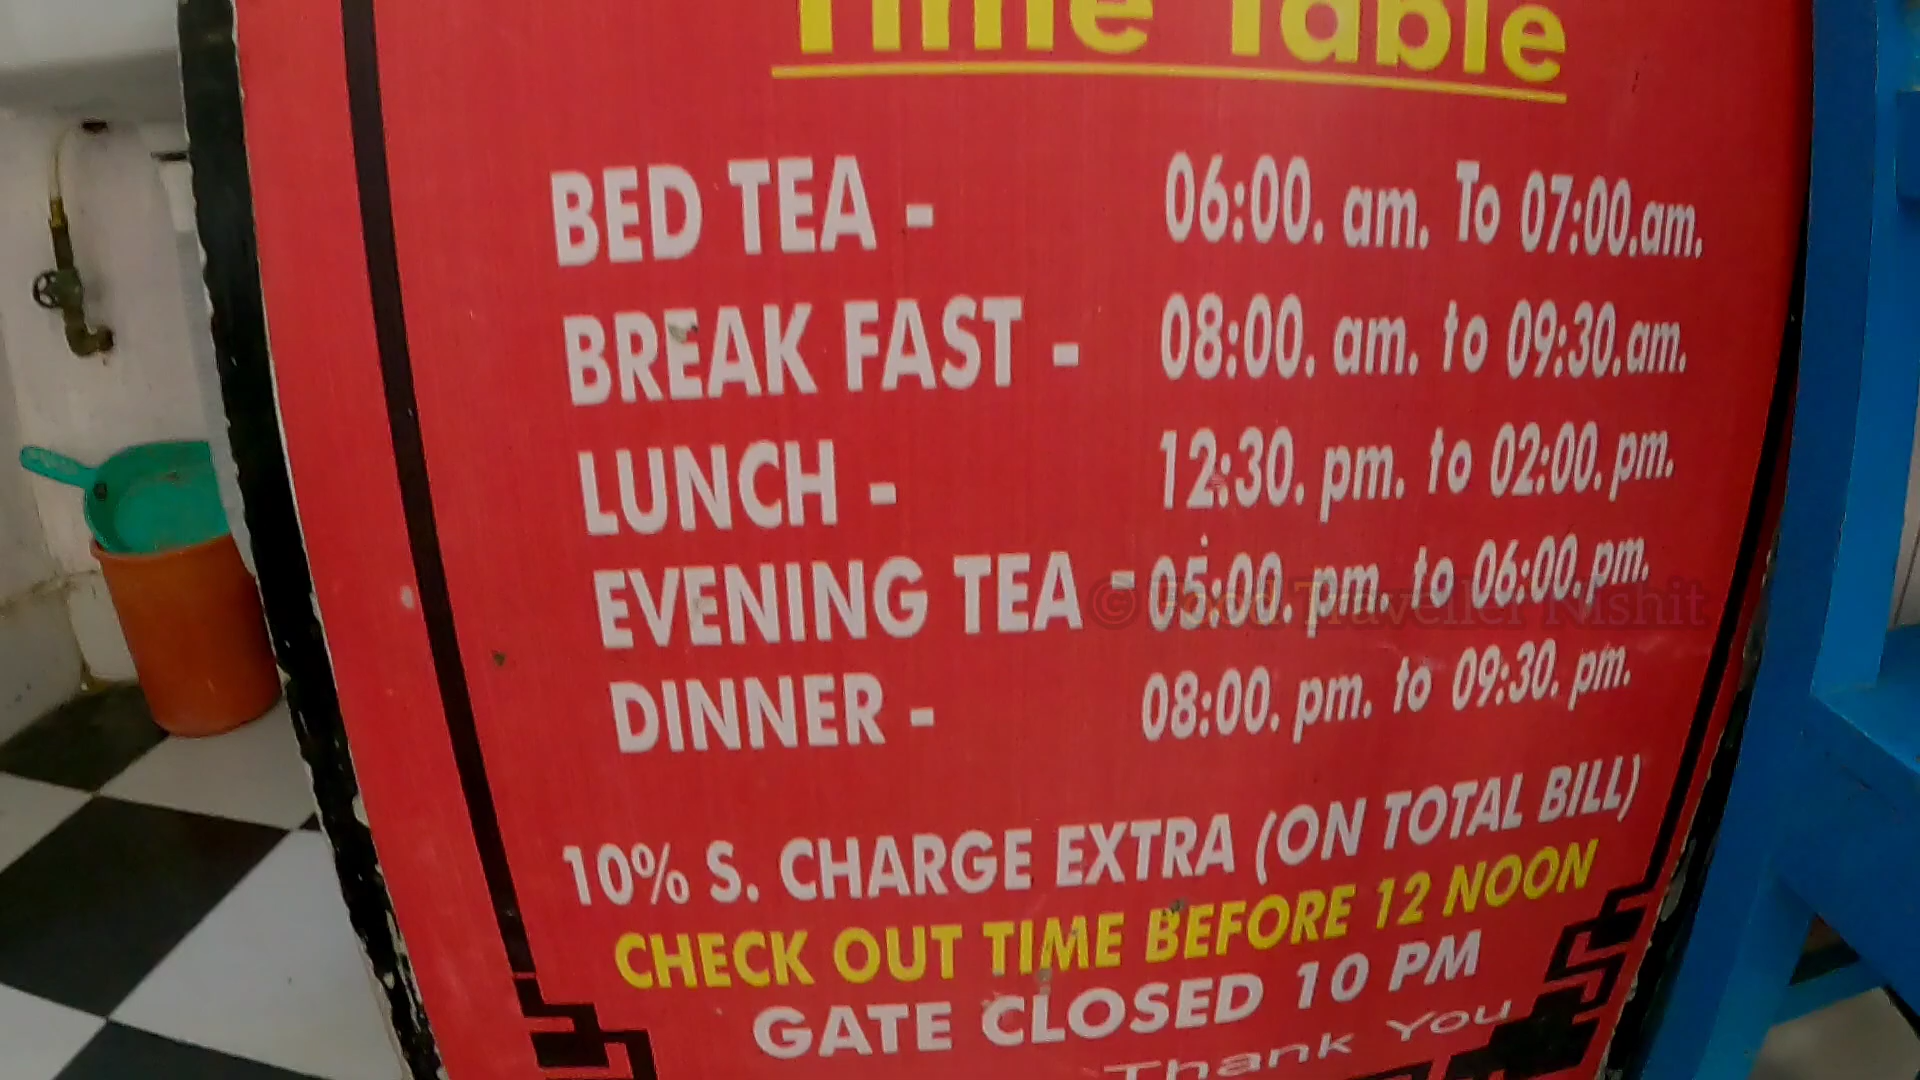 Time Table
BED TEA - 06:00. am. To 07:00.am.
BREAK FAST - 08:00. am. to 09:30.am.
LUNCH - 12:30. pm. to 02:00. pm.
EVENING TEA - 05:00. pm. to 06:00. pm.
DINNER - 08:00. pm. to 09:30. pm.
10% S. CHARGE EXTRA (ON TOTAL BILL)
CHECK OUT TIME BEFORE 12 NOON
GATE CLOSED 10 PM
Thank You
© Food Traveller Nishit